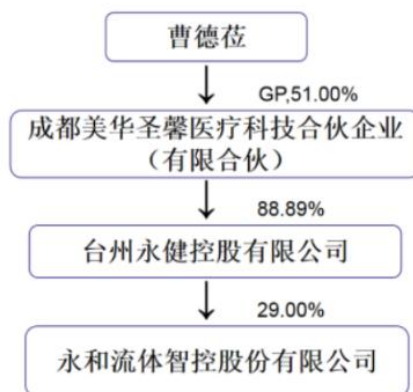 曹德莅
GP,51.00%
成都美华圣馨医疗科技合伙企业
（有限合伙）
88.89%
台州永健控股有限公司
29.00%
永和流体智控股份有限公司